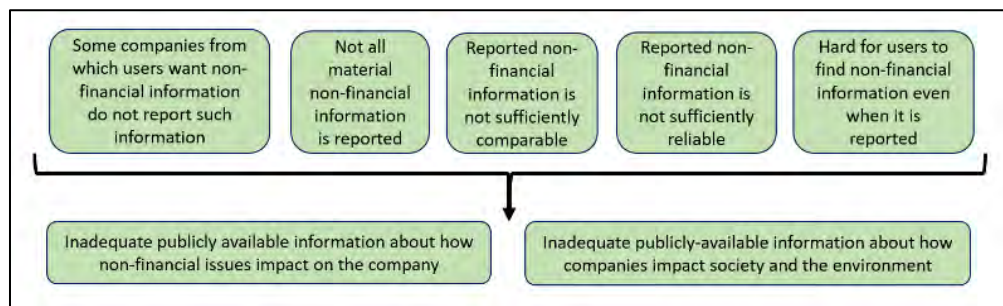 Some companies from
which users want non-
financial information
do not report such
information
Not all
material
non-financial
information
is reported
Reported non-
financial
information is
not sufficiently
comparable
Reported non-
financial
information is
not sufficiently
reliable
Hard for users to
find non-financial
information even
when it is
reported
Inadequate publicly available information about how
non-financial issues impact on the company
Inadequate publicly-available information about how
companies impact society and the environment